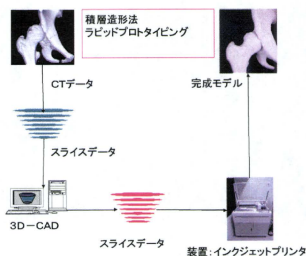 積層造形法
ラピッドプロトタイピング
CTデータ
完成モデル
スライスデータ
3D－CAD
スライスデータ
装置：インクジェットプリンタ